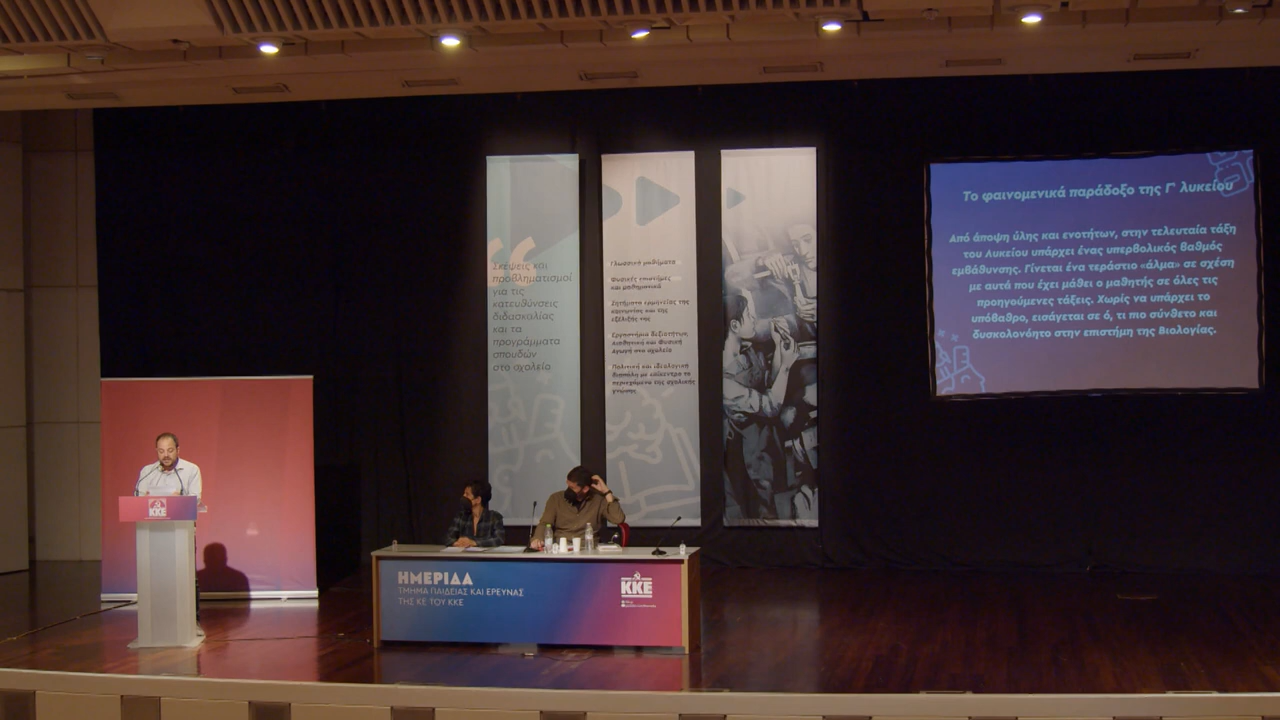 Σκέψεις και
προβληματισμοί
για τις
κατευθύνσεις
διδασκαλίας
και τα
προγράμματα
σπουδών
στο σχολείο
Γλωσσικά μαθήματα
Φυσικές επιστήμες
και μαθηματικά
Ζητήματα ερμηνείας της
κοινωνίας και της
εξέλιξής της
Εργαστήρια δεξιοτήτων,
Αισθητική και Φυσική
Αγωγή στο σχολείο
Πολιτική και ιδεολογική
διαπάλη με επίκεντρο το
περιεχόμενο της σχολικής
γνώσης
Το φαινομενικά παράδοξο της Γ' λυκείου
Από άποψη ύλης και ενοτήτων, στην τελευταία τάξη
του Λυκείου υπάρχει ένας υπερβολικός βαθμός
εμβάθυνσης. Γίνεται ένα τεράστιο «άλμα» σε σχέση
με αυτά που έχει μάθει ο μαθητής σε όλες τις
προηγούμενες τάξεις. Χωρίς να υπάρχει το
υπόβαθρο, εισάγεται σε ό, τι πιο σύνθετο και
δυσκολονόητο στην επιστήμη της Βιολογίας.
ΚΚΕ
ΗΜΕΡΙΔΑ
ΤΜΗΜΑ ΠΑΙΔΕΙΑΣ ΚΑΙ ΕΡΕΥΝΑΣ
ΤΗΣ ΚΕ ΤΟΥ ΚΚΕ
ΚΚΕ